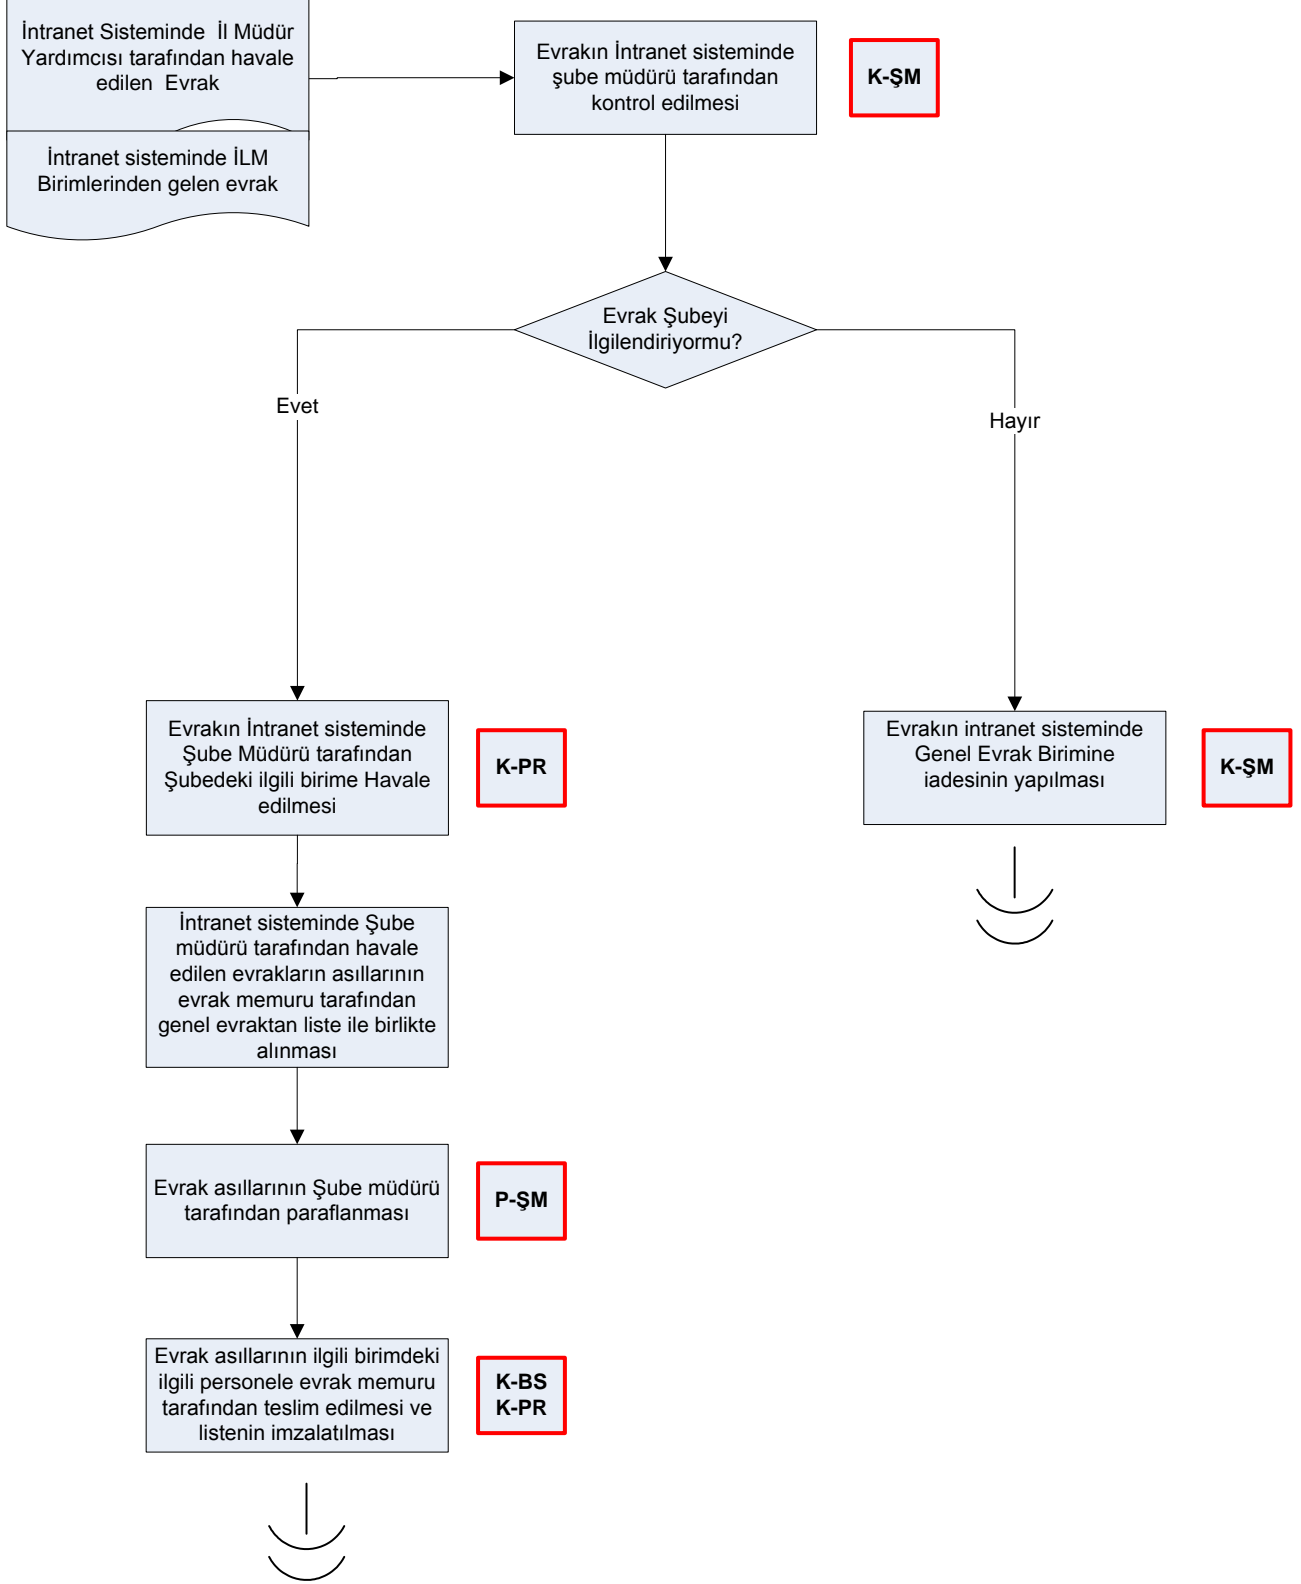 İntranet Sisteminde İl Müdür
Yardımcısı tarafından havale
edilen Evrak
İntranet sisteminde İLM
Birimlerinden gelen evrak
Evrakın İntranet sisteminde
şube müdürü tarafından
kontrol edilmesi
K-ŞM
Evrak Şubeyi
İlgilendiriyormu?
Evet
Hayır
Evrakın İntranet sisteminde
Şube Müdürü tarafından
Şubedeki ilgili birime Havale
edilmesi
K-PR
Evrakın intranet sisteminde
Genel Evrak Birimine
iadesinin yapılması
K-ŞM
İntranet sisteminde Şube
müdürü tarafından havale
edilen evrakların asıllarının
evrak memuru tarafından
genel evraktan liste ile birlikte
alınması
Evrak asıllarının Şube müdürü
tarafından paraflanması
P-ŞM
Evrak asıllarının ilgili birimdeki
ilgili personele evrak memuru
tarafından teslim edilmesi ve
listenin imzalatılması
K-BS
K-PR